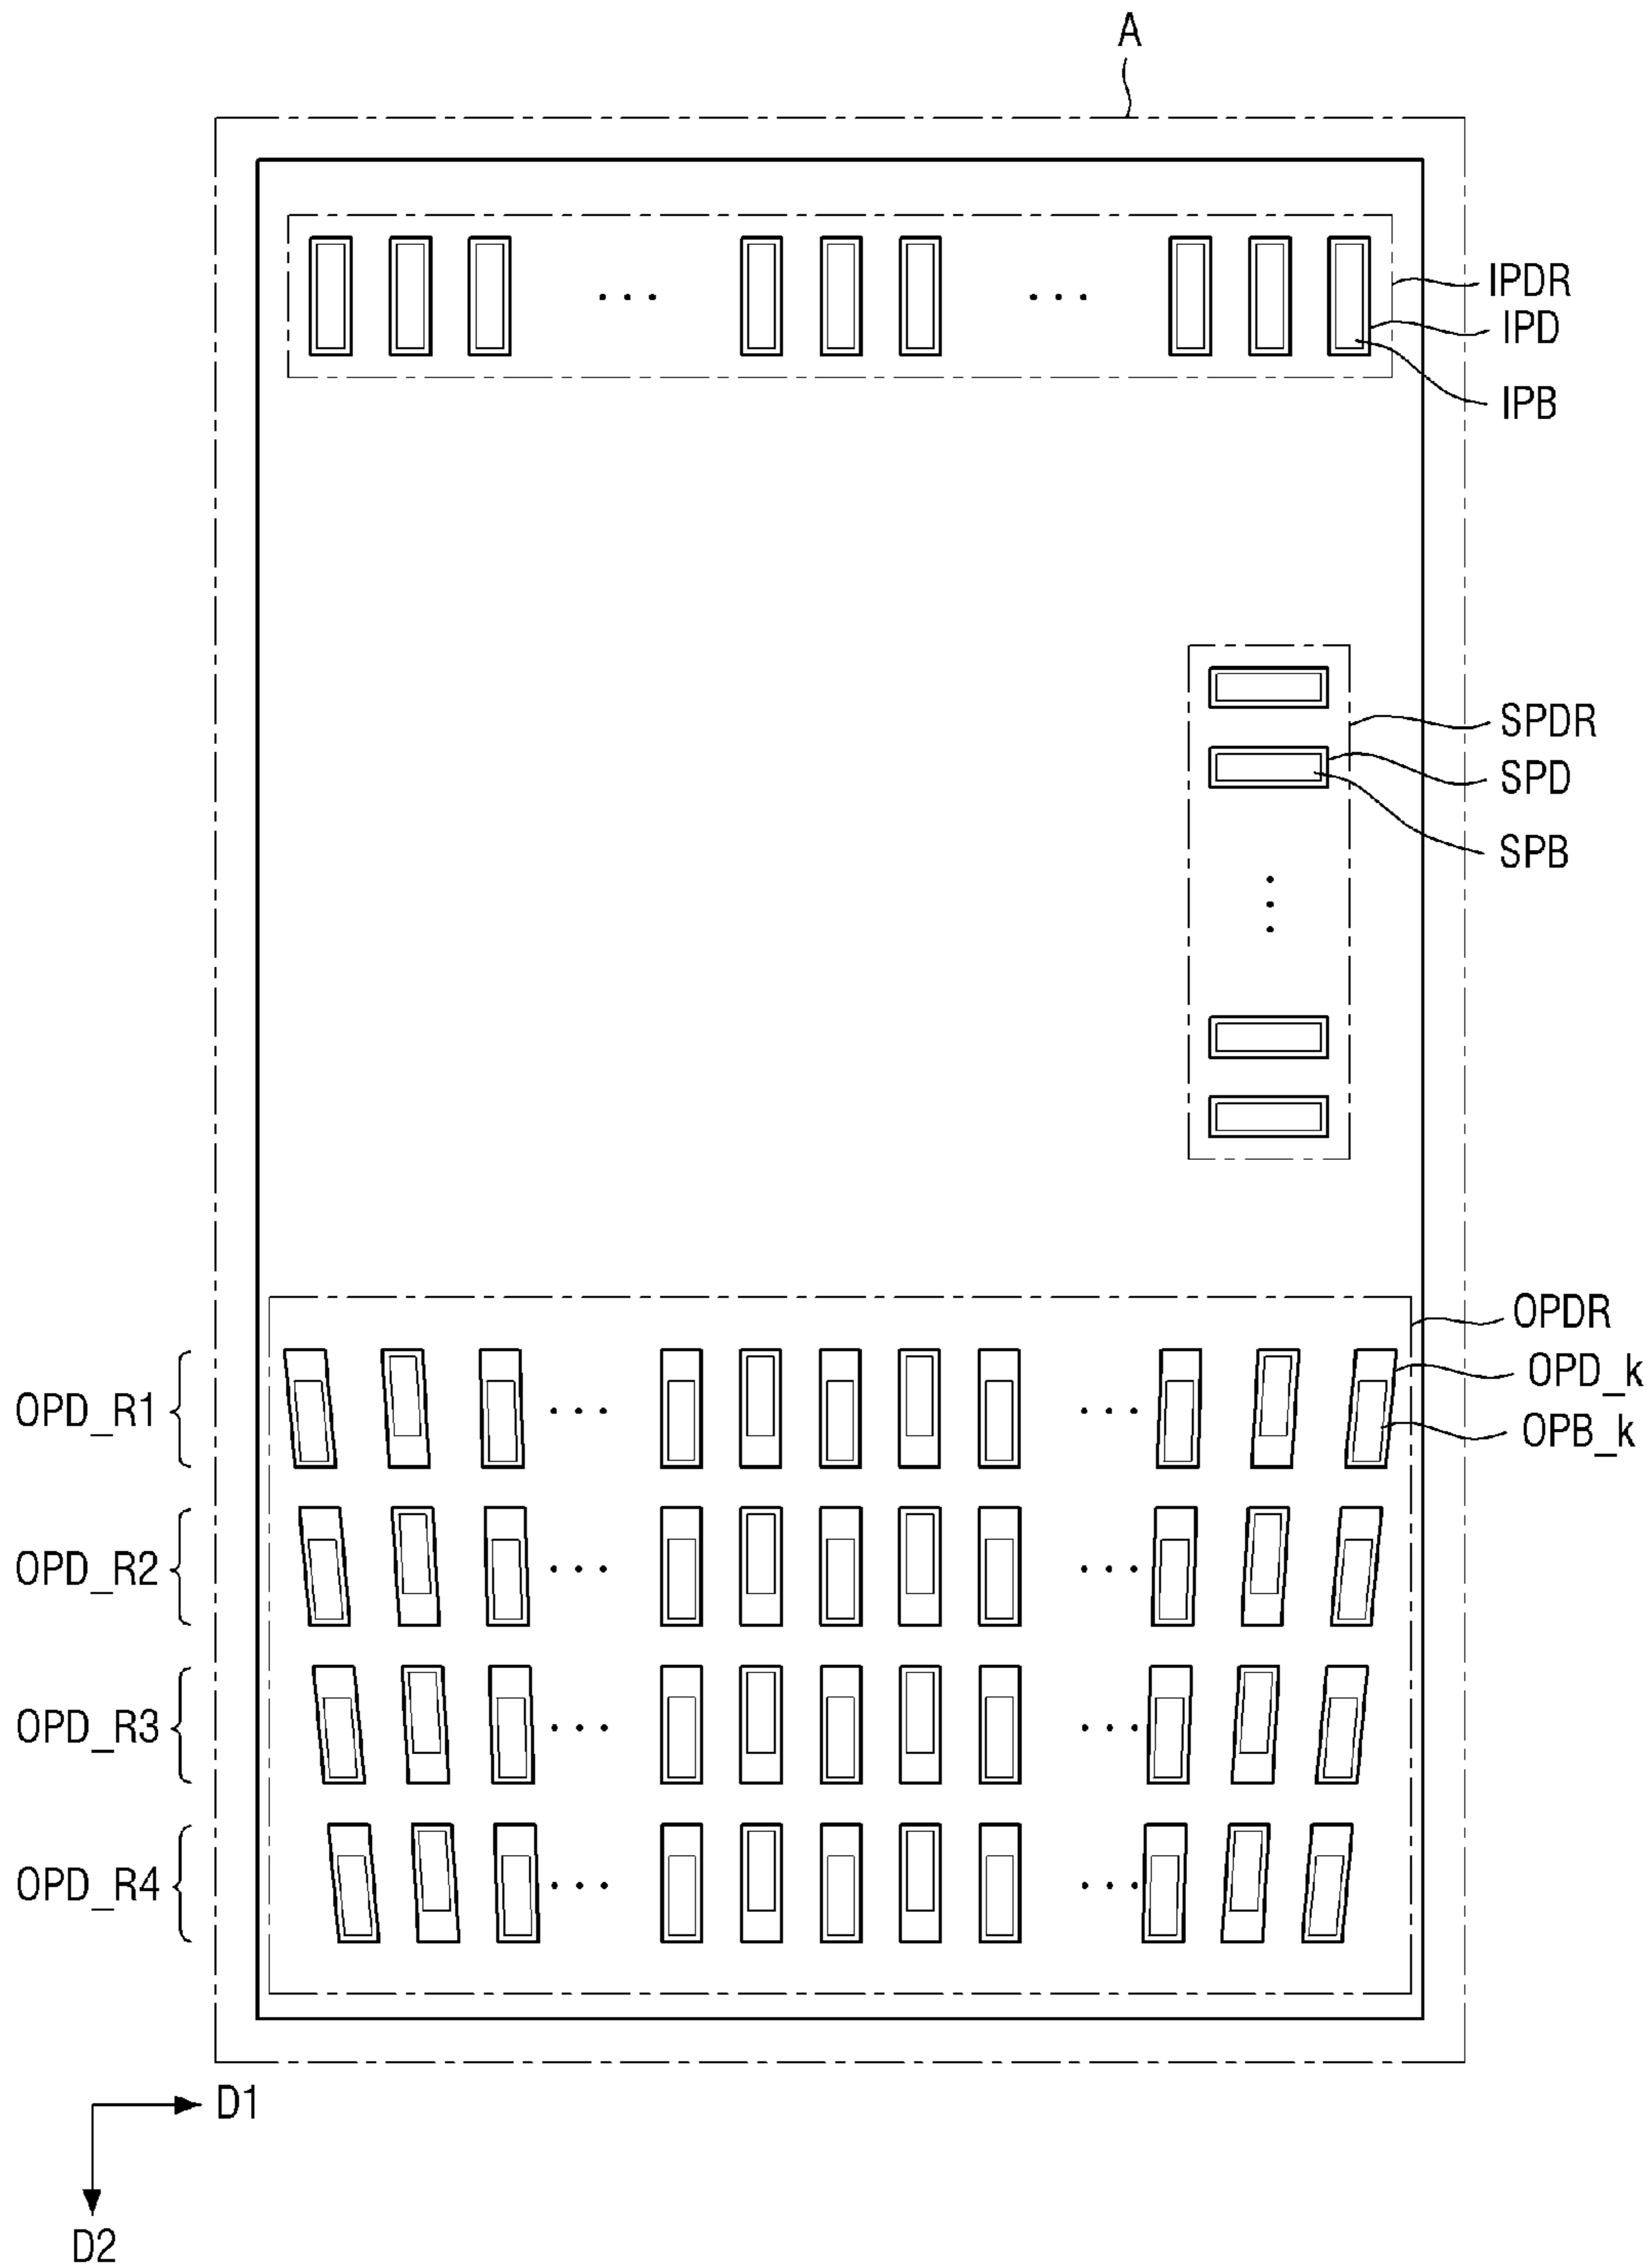 A
IPDR
IPD
IPB
SPDR
SPD
SPB
OPDR
OPD_k
OPB_k
OPD_R1
OPD_R2
OPD_R3
OPD_R4
D1
D2